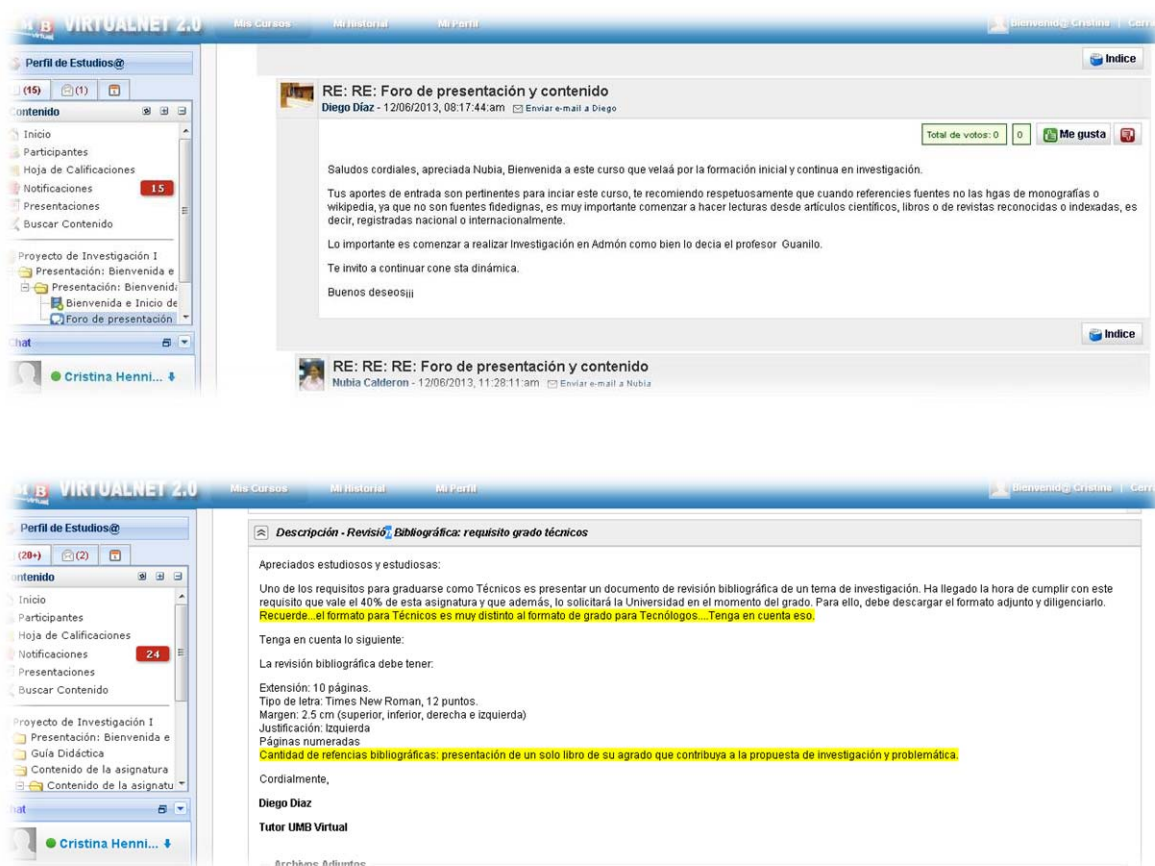 VIRTUALNET 2.0
Mis Cursos Mi Historial Mi Perfil
Bienvenid@ Cristina
Perfil de Estudios@
(15) (1)
Contenido
Inicio
Participantes
Hoja de Calificaciones
Notificaciones 15
Presentaciones
Buscar Contenido
Proyecto de Investigación I
Presentación: Bienvenida e
Presentación: Bienvenida
Bienvenida e Inicio de
Foro de presentación
Chat
Cristina Henni...
Indice
RE: RE: Foro de presentación y contenido
Diego Díaz - 12/06/2013, 08:17:44:am Enviar e-mail a Diego
Total de votos: 0 0 Me gusta
Saludos cordiales, apreciada Nubia, Bienvenida a este curso que velaá por la formación inicial y continua en investigación.
Tus aportes de entrada son pertinentes para inciar este curso, te recomiendo respetuosamente que cuando referencies fuentes no las hgas de monografías o
wikipedia, ya que no son fuentes fidedignas, es muy importante comenzar a hacer lecturas desde artículos científicos, libros o de revistas reconocidas o indexadas, es
decir, registradas nacional o internacionalmente.
Lo importante es comenzar a realizar Investigación en Admón como bien lo decia el profesor Guanilo.
Te invito a continuar cone sta dinámica.
Buenos deseos¡¡¡
Indice
RE: RE: RE: Foro de presentación y contenido
Nubia Calderon - 12/06/2013, 11:28:11:am Enviar e-mail a Nubia
VIRTUALNET 2.0
Mis Cursos Mi Historial Mi Perfil
Bienvenid@ Cristina
Perfil de Estudios@
(20+) (2)
Contenido
Inicio
Participantes
Hoja de Calificaciones
Notificaciones 24
Presentaciones
Buscar Contenido
Proyecto de Investigación I
Presentación: Bienvenida e
Guía Didáctica
Contenido de la asignatura
Contenido de la asignatu
Chat
Cristina Henni...
Descripción - Revisión Bibliográfica: requisito grado técnicos
Apreciados estudiosos y estudiosas:
Uno de los requisitos para graduarse como Técnicos es presentar un documento de revisión bibliográfica de un tema de investigación. Ha llegado la hora de cumplir con este
requisito que vale el 40% de esta asignatura y que además, lo solicitará la Universidad en el momento del grado. Para ello, debe descargar el formato adjunto y diligenciarlo.
Recuerde...el formato para Técnicos es muy distinto al formato de grado para Tecnólogos....Tenga en cuenta eso.
Tenga en cuenta lo siguiente:
La revisión bibliográfica debe tener:
Extensión: 10 páginas.
Tipo de letra: Times New Roman, 12 puntos.
Margen: 2.5 cm (superior, inferior, derecha e izquierda)
Justificación: Izquierda
Páginas numeradas
Cantidad de refencias bibliográficas: presentación de un solo libro de su agrado que contribuya a la propuesta de investigación y problemática.
Cordialmente,
Diego Diaz
Tutor UMB Virtual
Archivos Adjuntos